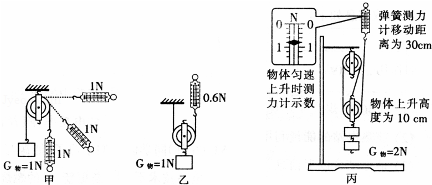 1N
1N
1N
G物=1N
甲
0.6N
G物=1N
乙
N
0 0
1 1
物体匀速
上升时测
力计示数
弹簧测力
计移动距
离为30cm
物体上升高
度为10 cm
G物=2N
丙